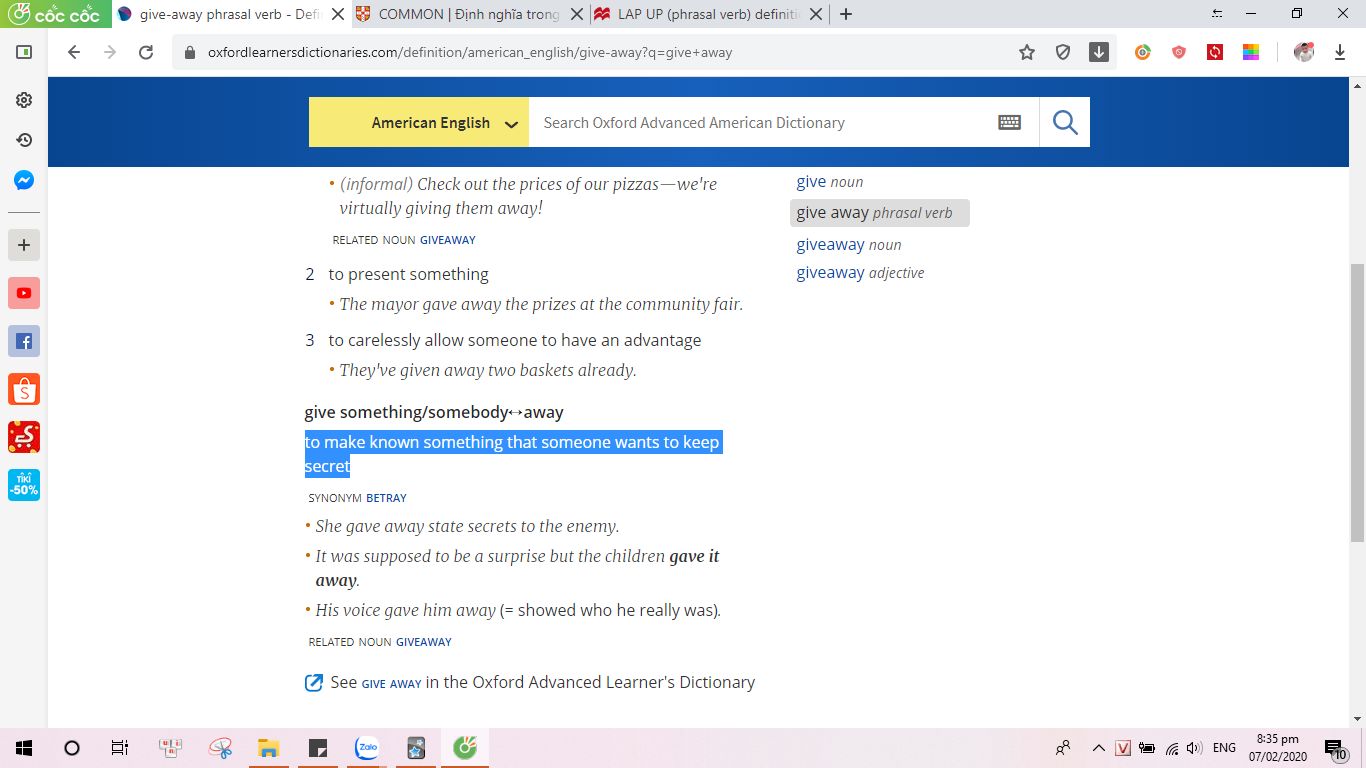 cốc cốc
give-away phrasal verb - Defi
COMMON | Định nghĩa trong
LAP UP (phrasal verb) definiti
oxfordlearnersdictionaries.com/definition/american_english/give-away?q=give+away
American English
Search Oxford Advanced American Dictionary
• (informal) Check out the prices of our pizzas—we're
virtually giving them away!
RELATED NOUN GIVEAWAY
2 to present something
• The mayor gave away the prizes at the community fair.
3 to carelessly allow someone to have an advantage
• They've given away two baskets already.
give something/somebody↔away
to make known something that someone wants to keep
secret
SYNONYM BETRAY
• She gave away state secrets to the enemy.
• It was supposed to be a surprise but the children gave it
away.
• His voice gave him away (= showed who he really was).
RELATED NOUN GIVEAWAY
See GIVE AWAY in the Oxford Advanced Learner's Dictionary
give noun
give away phrasal verb
giveaway noun
giveaway adjective
TIKI
-50%
Zalo
V
ENG
8:35 pm
07/02/2020
10